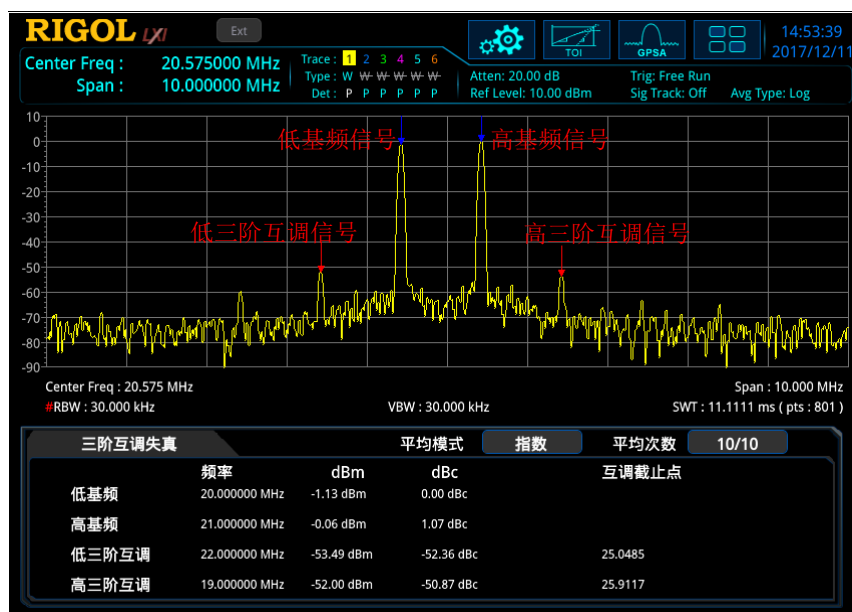 RIGOL LXI Ext 14:53:39
TOI GPSA 2017/12/11
Center Freq : 20.575000 MHz
Span : 10.000000 MHz
Trace : 1 2 3 4 5 6
Type : W W W W W W
Det : P P P P P P
Atten: 20.00 dB
Ref Level: 10.00 dBm
Trig: Free Run
Sig Track: Off Avg Type: Log
10
0
-10
-20
-30
-40
-50
-60
-70
-80
-90
低基频信号 高基频信号
低三阶互调信号 高三阶互调信号
Center Freq : 20.575 MHz Span : 10.000 MHz
#RBW : 30.000 kHz VBW : 30.000 kHz SWT : 11.1111 ms ( pts : 801 )
三阶互调失真 平均模式 指数 平均次数 10/10
频率 dBm dBc 互调截止点
低基频 20.000000 MHz -1.13 dBm 0.00 dBc
高基频 21.000000 MHz -0.06 dBm 1.07 dBc
低三阶互调 22.000000 MHz -53.49 dBm -52.36 dBc 25.0485
高三阶互调 19.000000 MHz -52.00 dBm -50.87 dBc 25.9117